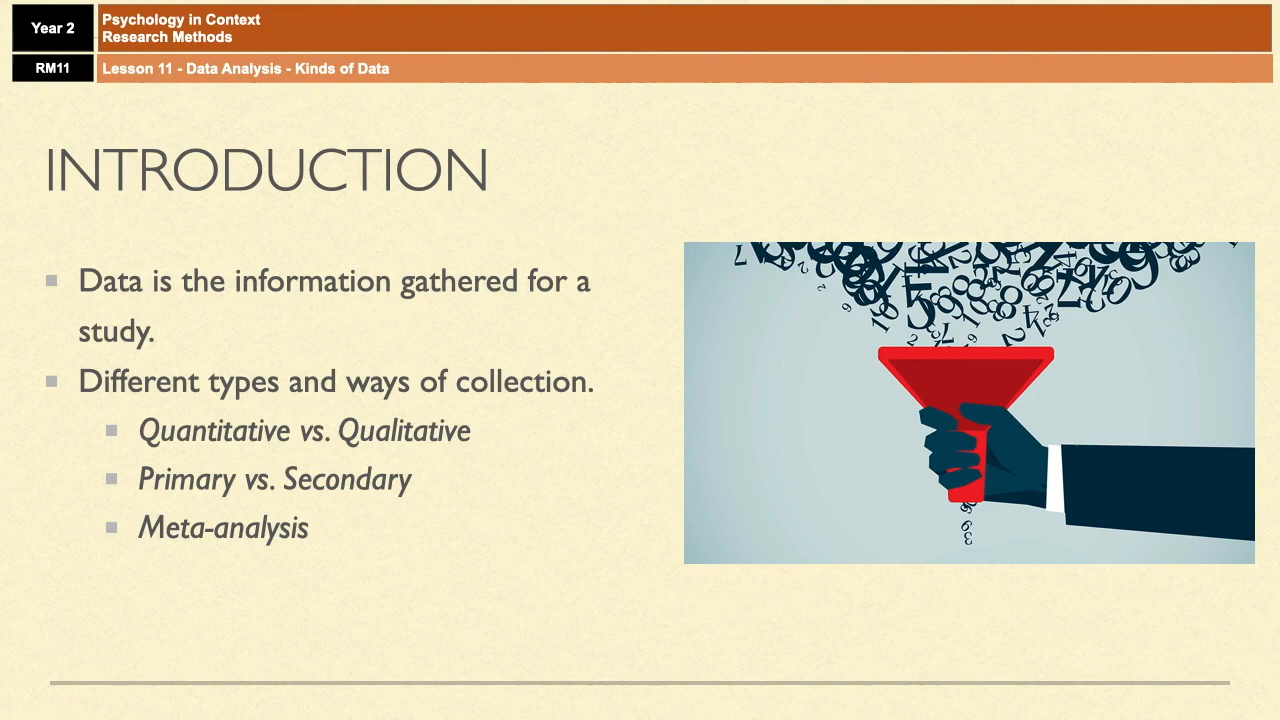 Year 2
Psychology in Context
Research Methods
RM11
Lesson 11 - Data Analysis - Kinds of Data
INTRODUCTION
Data is the information gathered for a
study.
Different types and ways of collection.
Quantitative vs. Qualitative
Primary vs. Secondary
Meta-analysis